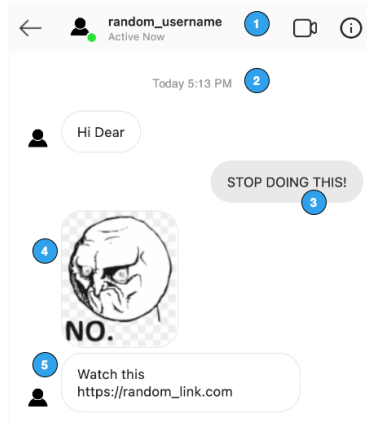 random_username
1
Active Now
Today 5:13 PM
2
Hi Dear
STOP DOING THIS!
3
4
NO.
5
Watch this
https://random_link.com